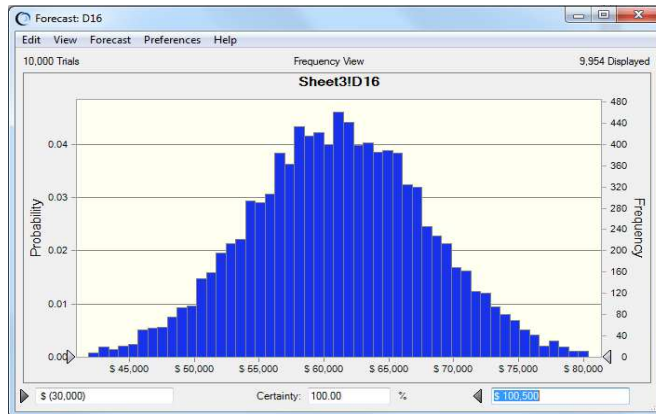 Forecast: D16
Edit View Forecast Preferences Help
10,000 Trials Frequency View 9,954 Displayed
Sheet3!D16
Probability
0.04
0.03
0.02
0.01
0.00
480
440
400
360
320
280
240
200
160
120
80
40
0
Frequency
$ 45,000 $ 50,000 $ 55,000 $ 60,000 $ 65,000 $ 70,000 $ 75,000 $ 80,000
$ (30,000) Certainty: 100.00 % $ 100,500